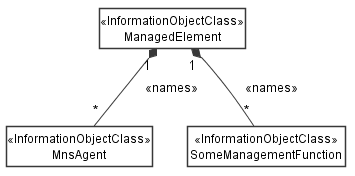 «InformationObjectClass»
ManagedElement
1
1
«names»
«names»
*
*
«InformationObjectClass»
MnsAgent
«InformationObjectClass»
SomeManagementFunction